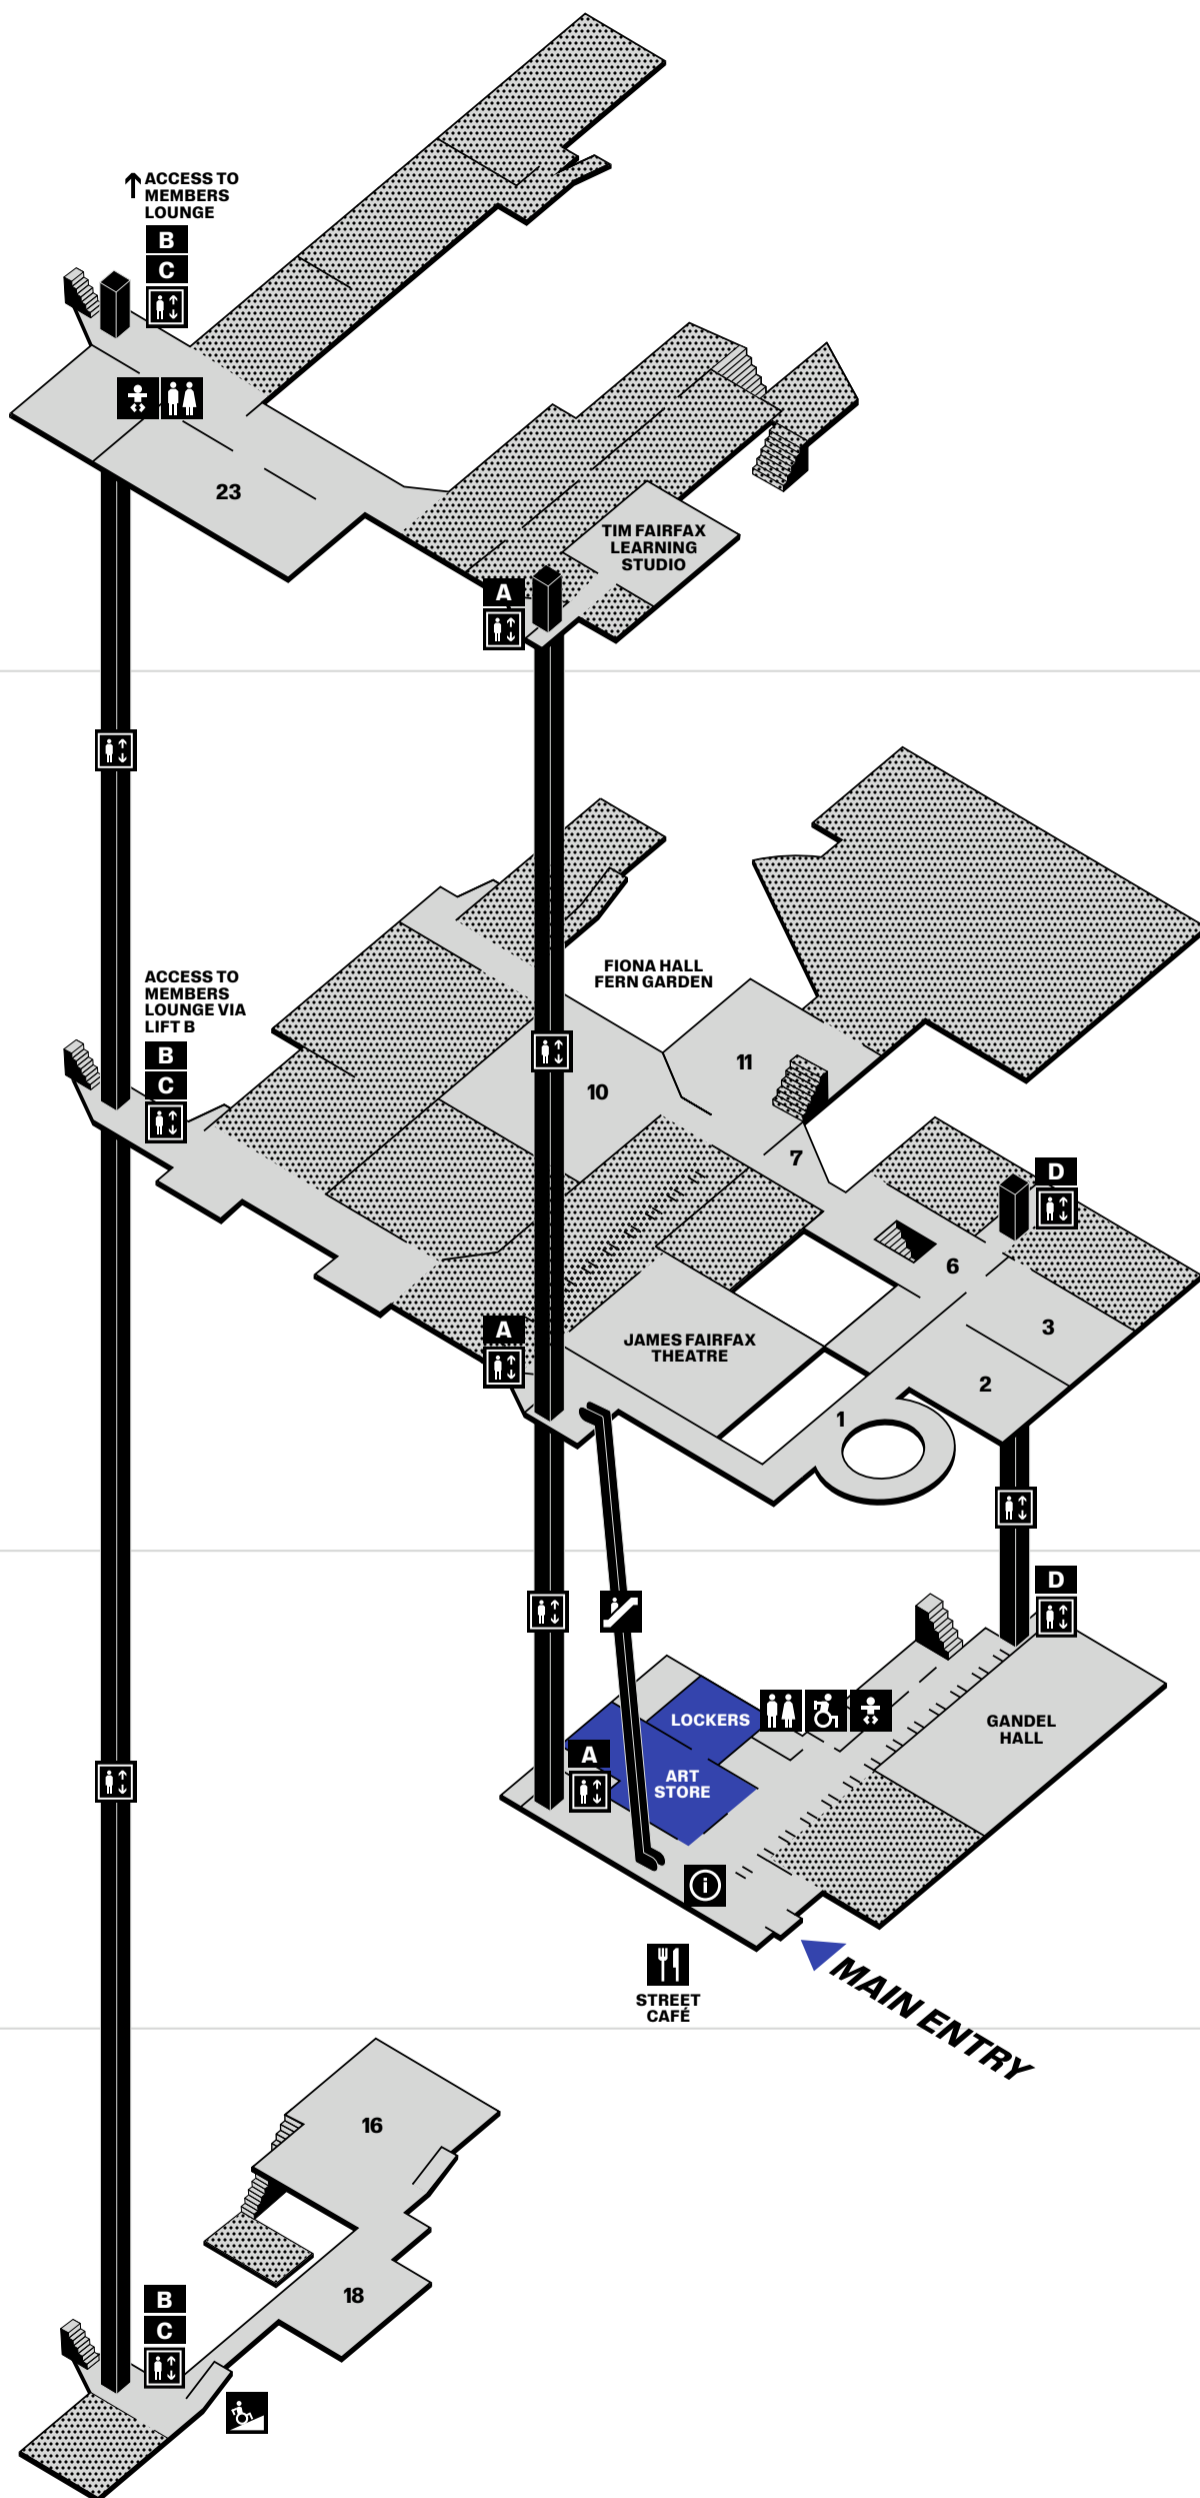 ACCESS TO
MEMBERS
LOUNGE
B
C
23
TIM FAIRFAX
LEARNING
STUDIO
A
FIONA HALL
FERN GARDEN
ACCESS TO
MEMBERS
LOUNGE VIA
LIFT B
B
C
11
10
7
D
6
3
A
JAMES FAIRFAX
THEATRE
2
1
D
LOCKERS
GANDEL
HALL
A
ART
STORE
i
STREET
CAFÉ
MAIN ENTRY
16
18
B
C